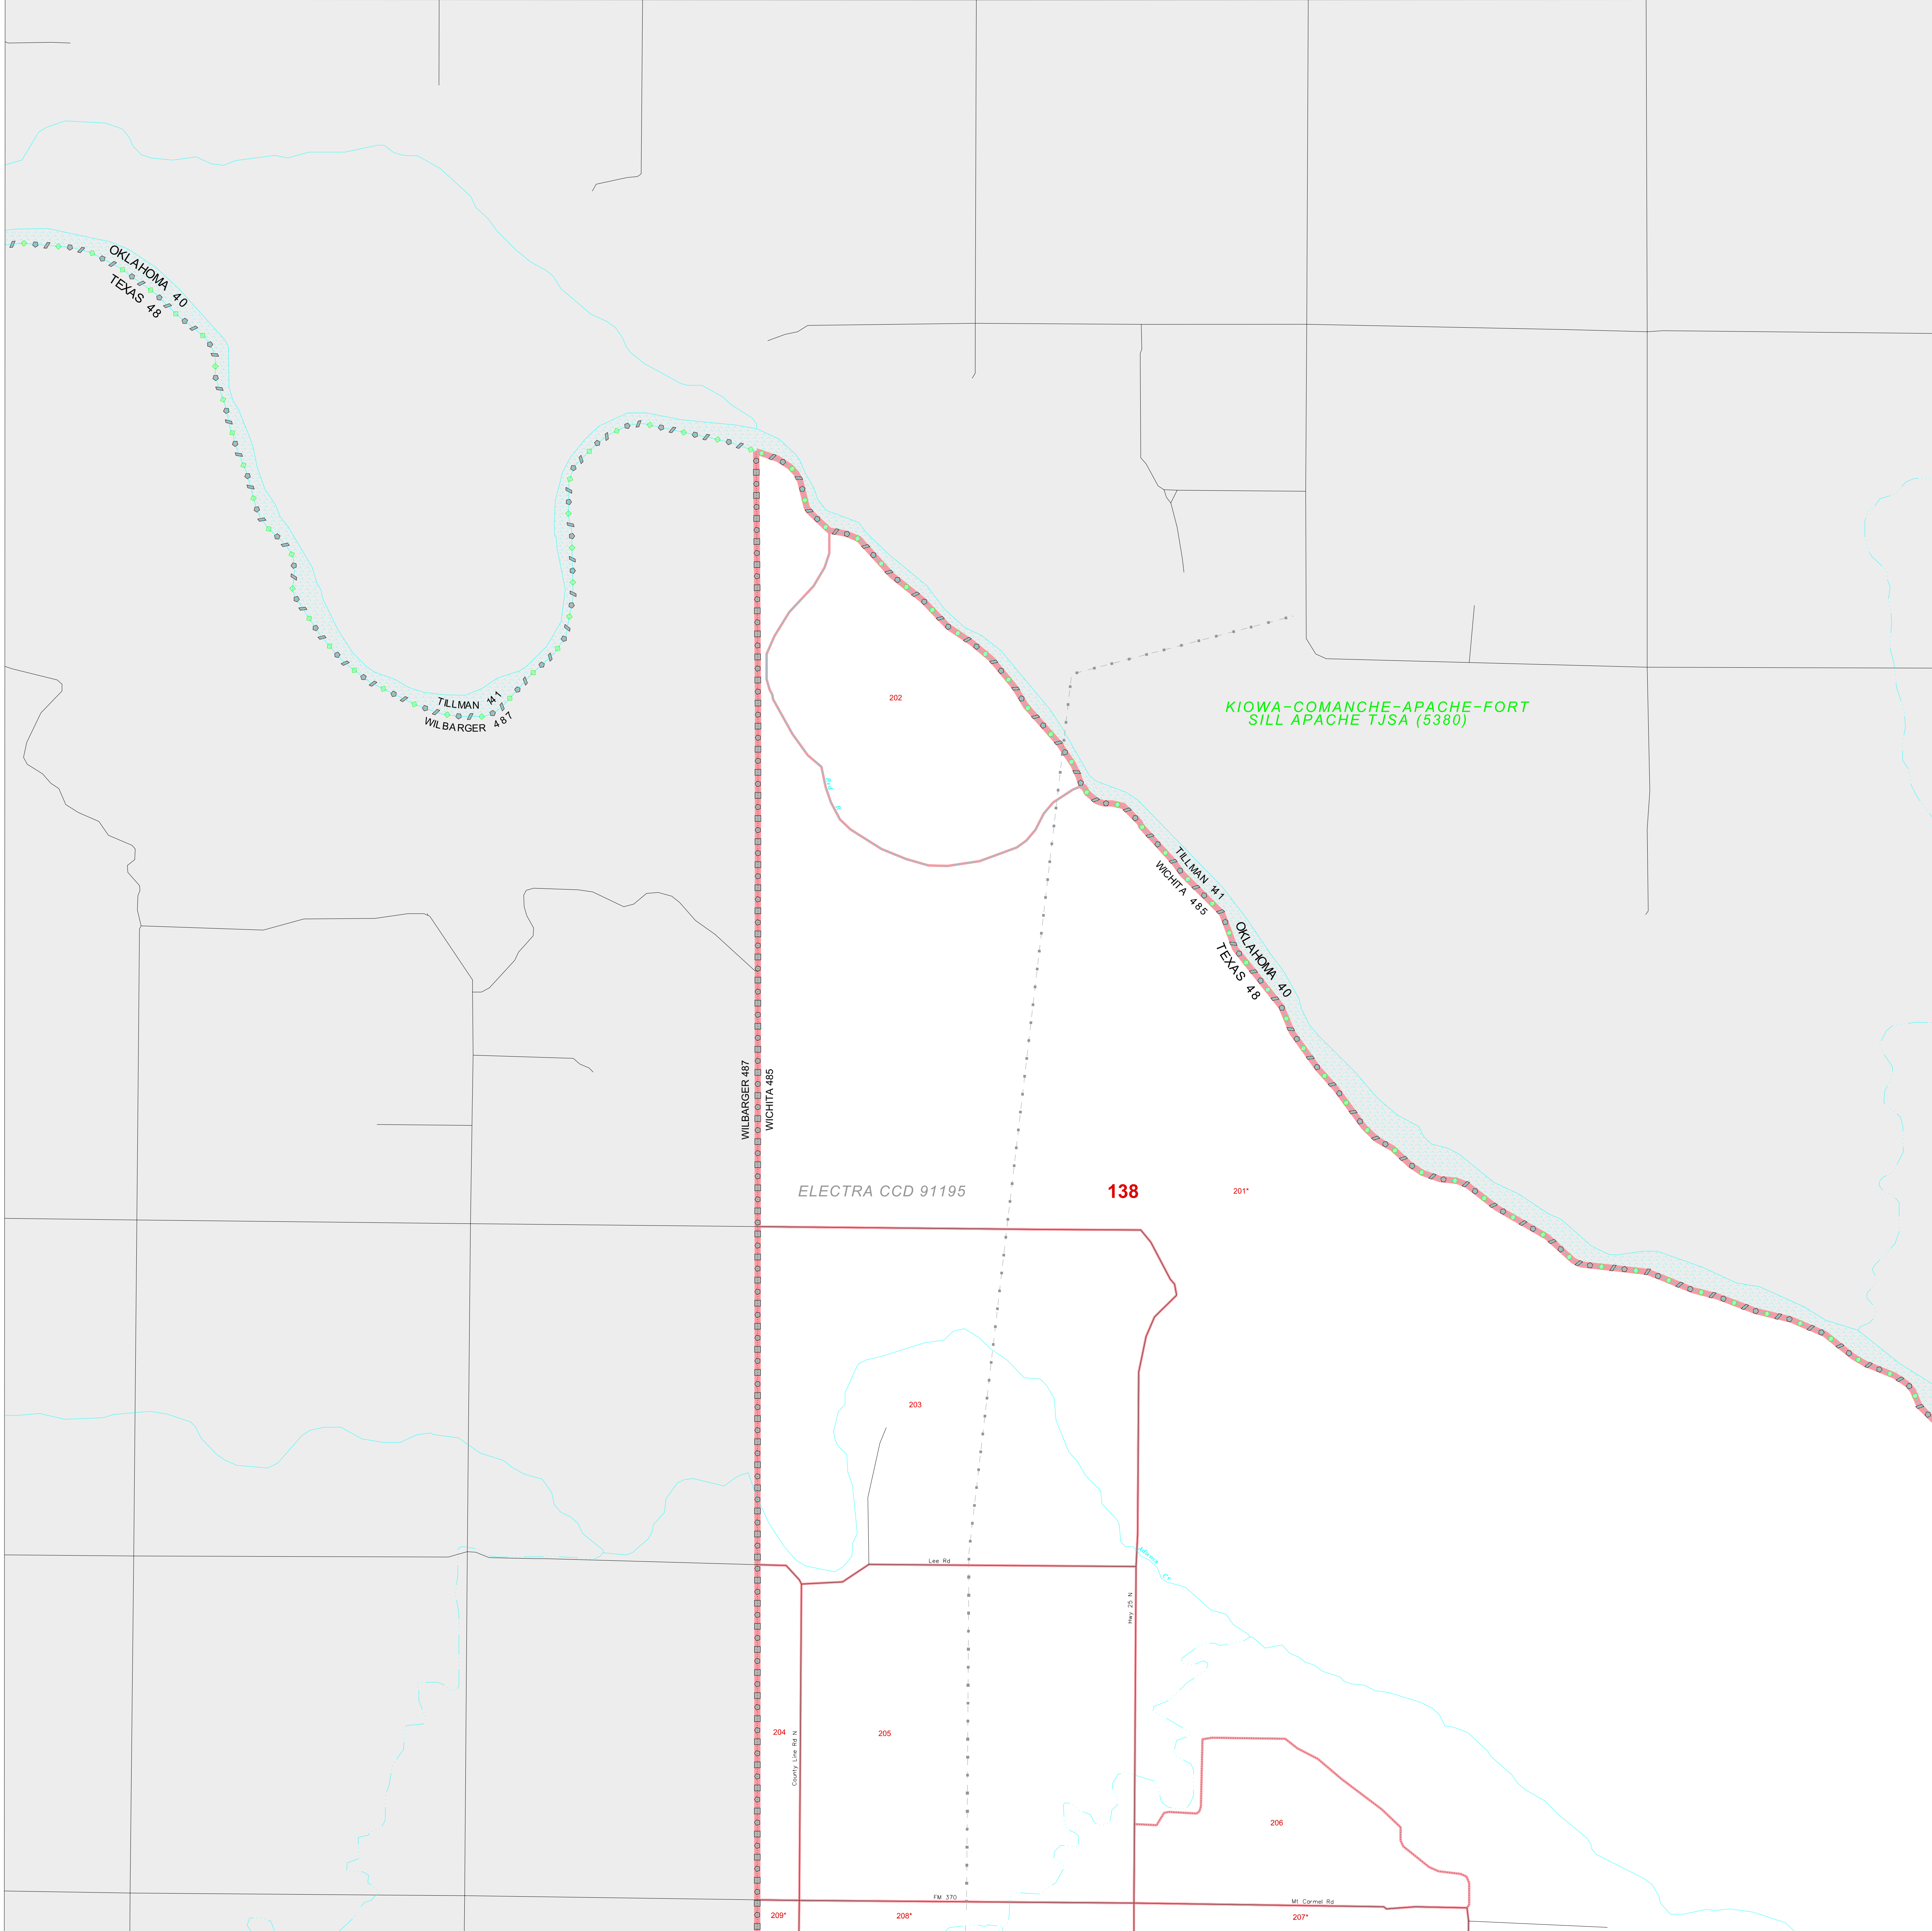 OKLAHOMA 40
TEXAS 48
TILLMAN 141
WILBARGER 487
202
KIOWA-COMANCHE-APACHE-FORT
SILL APACHE TJSA (5380)
Red R
TILLMAN 141
WICHITA 485
OKLAHOMA 40
TEXAS 48
WILBARGER 487
WICHITA 485
ELECTRA CCD 91195
138
201*
203
Lee Rd
Hwy 25 N
204
County Line Rd N
205
206
FM 370
Mt Carmel Rd
209*
208*
207*